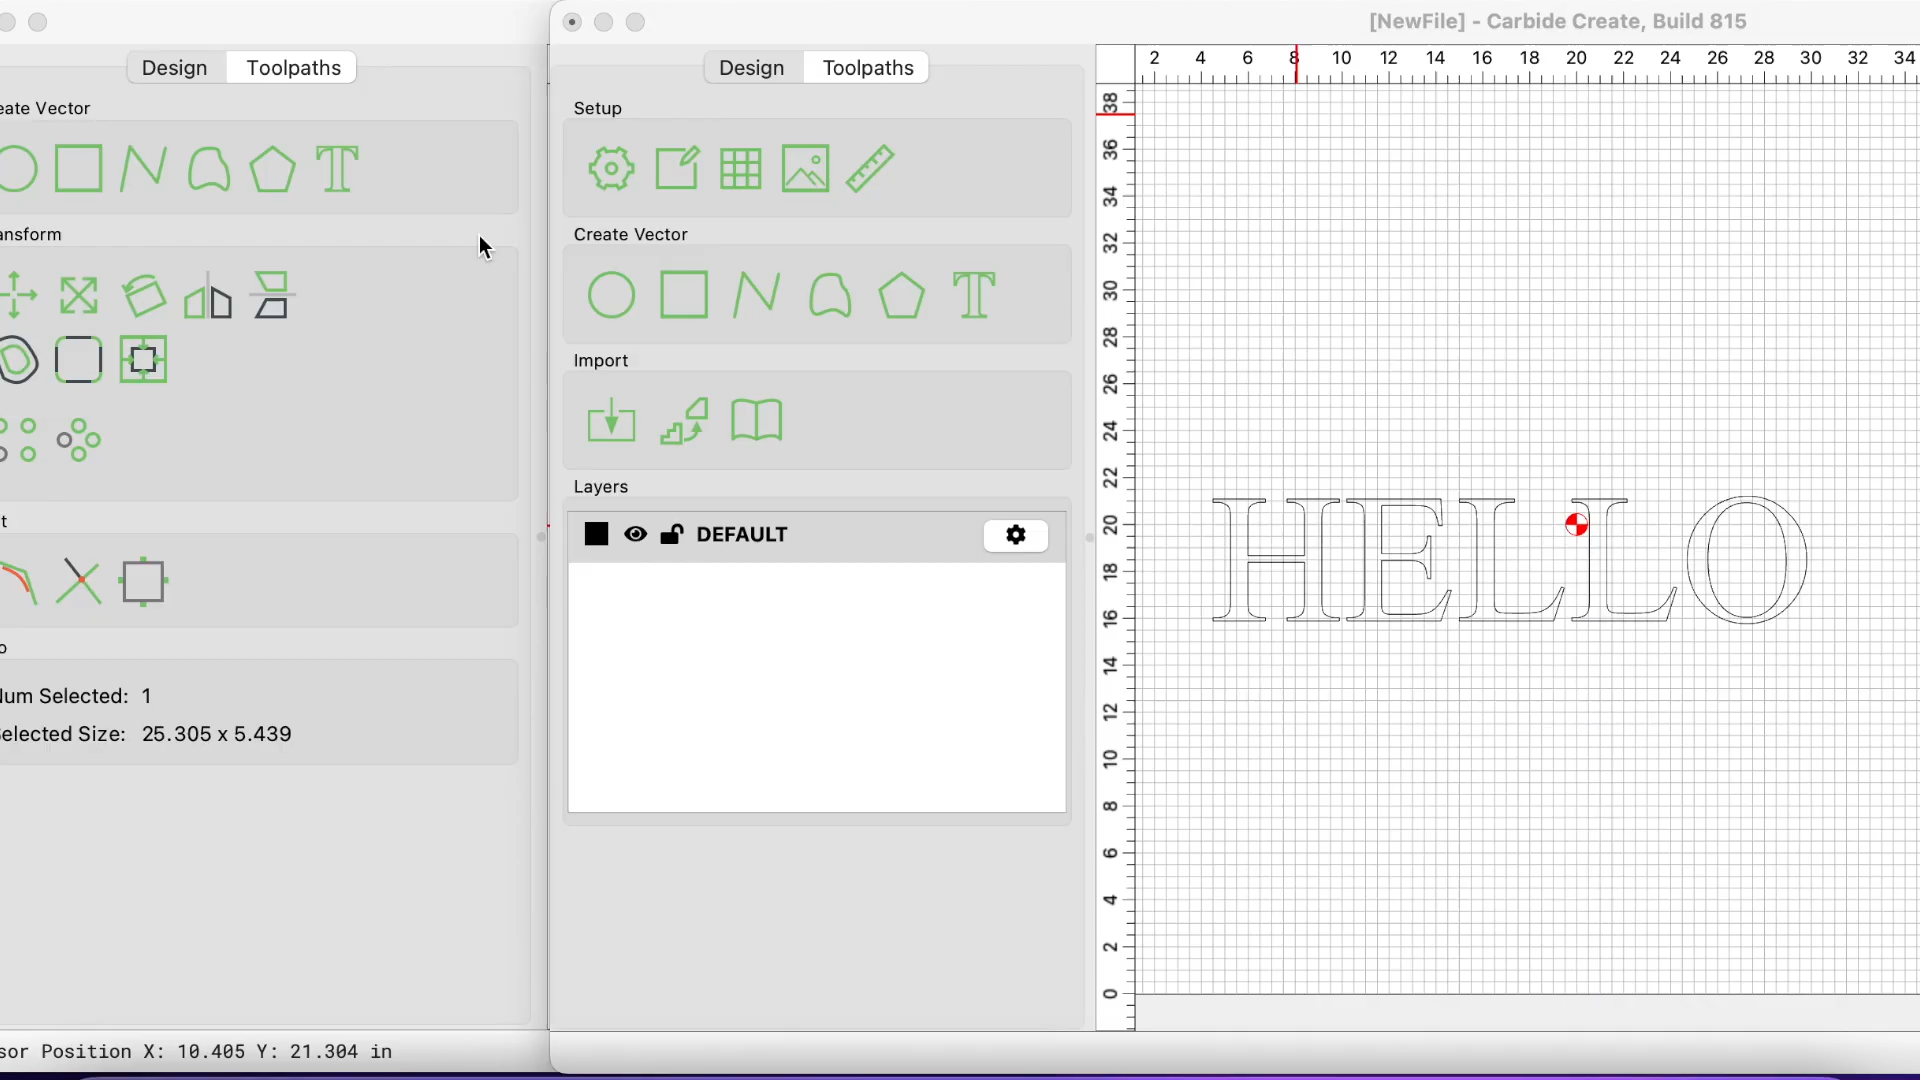 [NewFile] - Carbide Create, Build 815
Design Toolpaths
eate Vector
ansform
t
o
Num Selected: 1
Selected Size: 25.305 x 5.439
sor Position X: 10.405 Y: 21.304 in
Design Toolpaths
Setup
Create Vector
Import
Layers
DEFAULT
2 4 6 8 10 12 14 16 18 20 22 24 26 28 30 32 34
38
36
34
32
30
28
26
24
22
20
18
16
14
12
10
8
6
4
2
0
HELLO